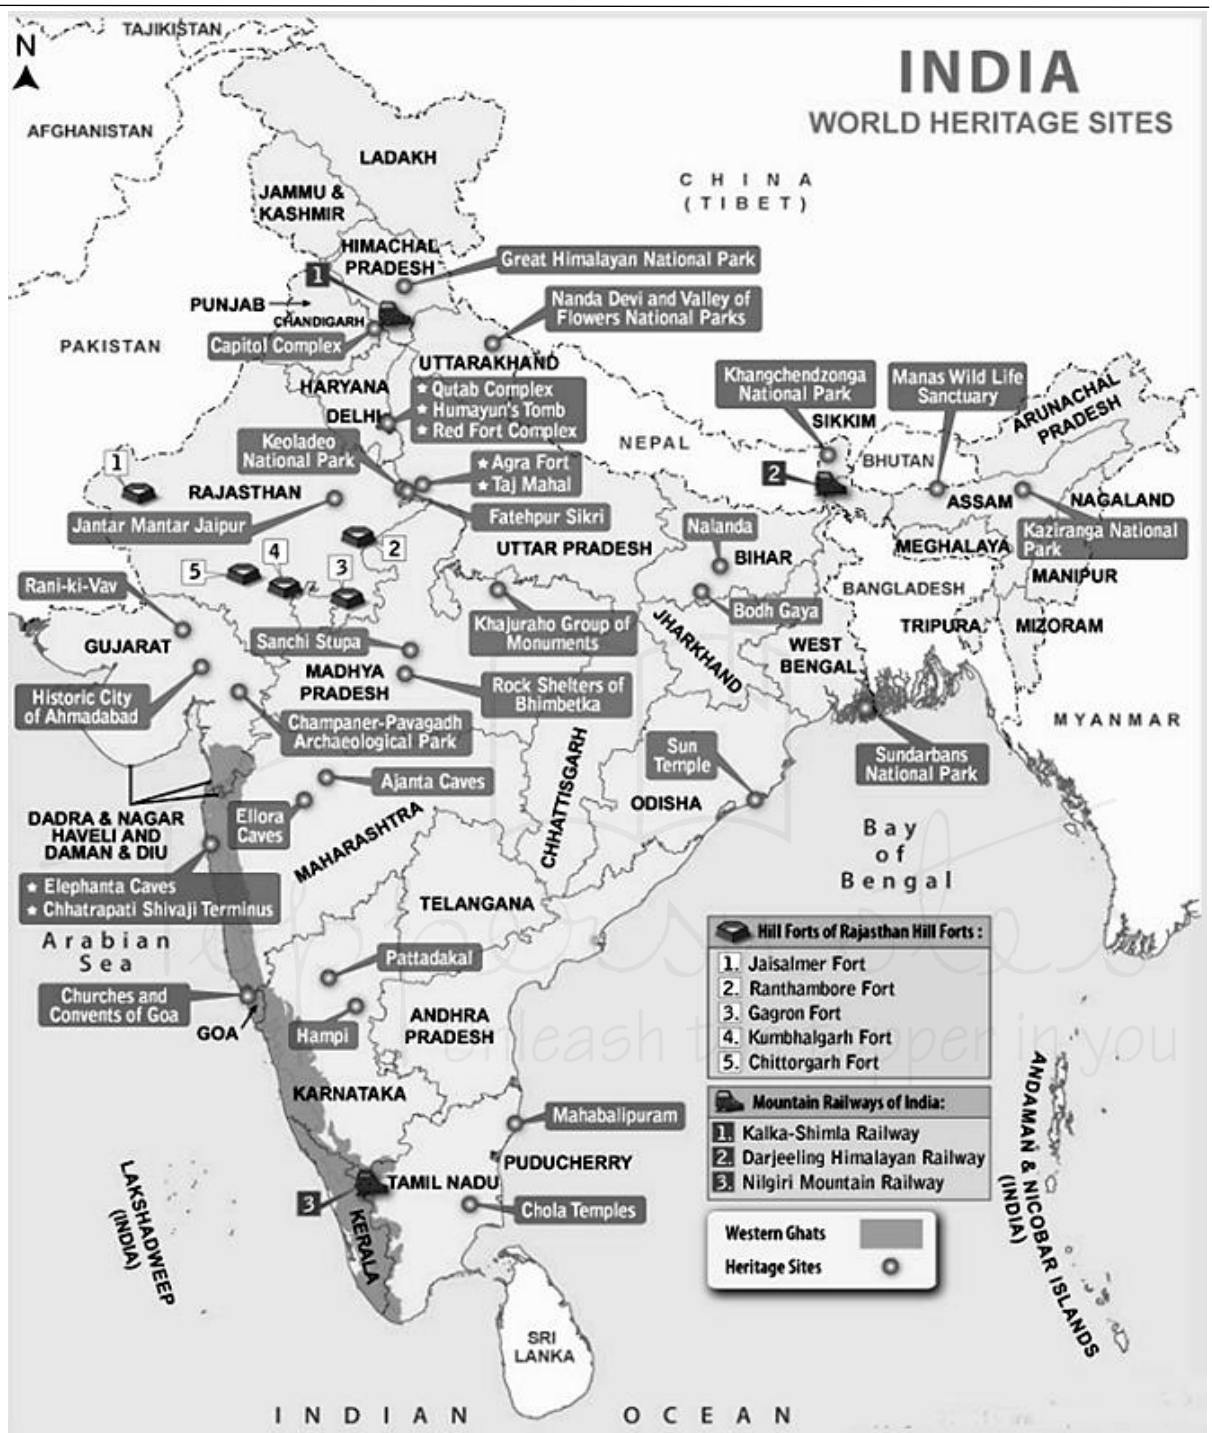 TAJIKISTAN
N
INDIA
WORLD HERITAGE SITES
AFGHANISTAN
LADAKH
CHINA
(TIBET)
JAMMU &
KASHMIR
HIMACHAL
PRADESH
Great Himalayan National Park
1
PUNJAB
Nanda Devi and Valley of
Flowers National Parks
CHANDIGARH
PAKISTAN
Capitol Complex
UTTARAKHAND
HARYANA
Qutab Complex
Humayun's Tomb
Red Fort Complex
DELHI
Khangchendzonga
National Park
Manas Wild Life
Sanctuary
ARUNACHAL
PRADESH
SIKKIM
Keoladeo
National Park
NEPAL
BHUTAN
1
Agra Fort
Taj Mahal
2
RAJASTHAN
ASSAM
NAGALAND
Jantar Mantar Jaipur
Fatehpur Sikri
Nalanda
Kaziranga National
Park
2
UTTAR PRADESH
BIHAR
MEGHALAYA
5
4
3
MANIPUR
Rani-ki-Vav
BANGLADESH
Bodh Gaya
Khajuraho Group of
Monuments
JHARKHAND
TRIPURA
MIZORAM
GUJARAT
Sanchi Stupa
WEST
BENGAL
MADHYA
PRADESH
Rock Shelters of
Bhimbetka
Historic City
of Ahmadabad
Champaner-Pavagadh
Archaeological Park
MYANMAR
Sun
Temple
Sundarbans
National Park
Ajanta Caves
CHHATTISGARH
ODISHA
DADRA & NAGAR
HAVELI AND
DAMAN & DIU
Ellora
Caves
MAHARASHTRA
Bay
of
Bengal
Elephanta Caves
Chhatrapati Shivaji Terminus
TELANGANA
Arabian
Sea
Pattadakal
Churches and
Convents of Goa
GOA
Hampi
ANDHRA
PRADESH
KARNATAKA
Hill Forts of Rajasthan Hill Forts :
1. Jaisalmer Fort
2. Ranthambore Fort
3. Gagron Fort
4. Kumbhalgarh Fort
5. Chittorgarh Fort
Mountain Railways of India:
1. Kalka-Shimla Railway
2. Darjeeling Himalayan Railway
3. Nilgiri Mountain Railway
Mahabalipuram
PUDUCHERRY
TAMIL NADU
3
Chola Temples
KERALA
LAKSHADWEEP
(INDIA)
ANDAMAN & NICOBAR ISLANDS
(INDIA)
Western Ghats
Heritage Sites
SRI
LANKA
INDIAN OCEAN